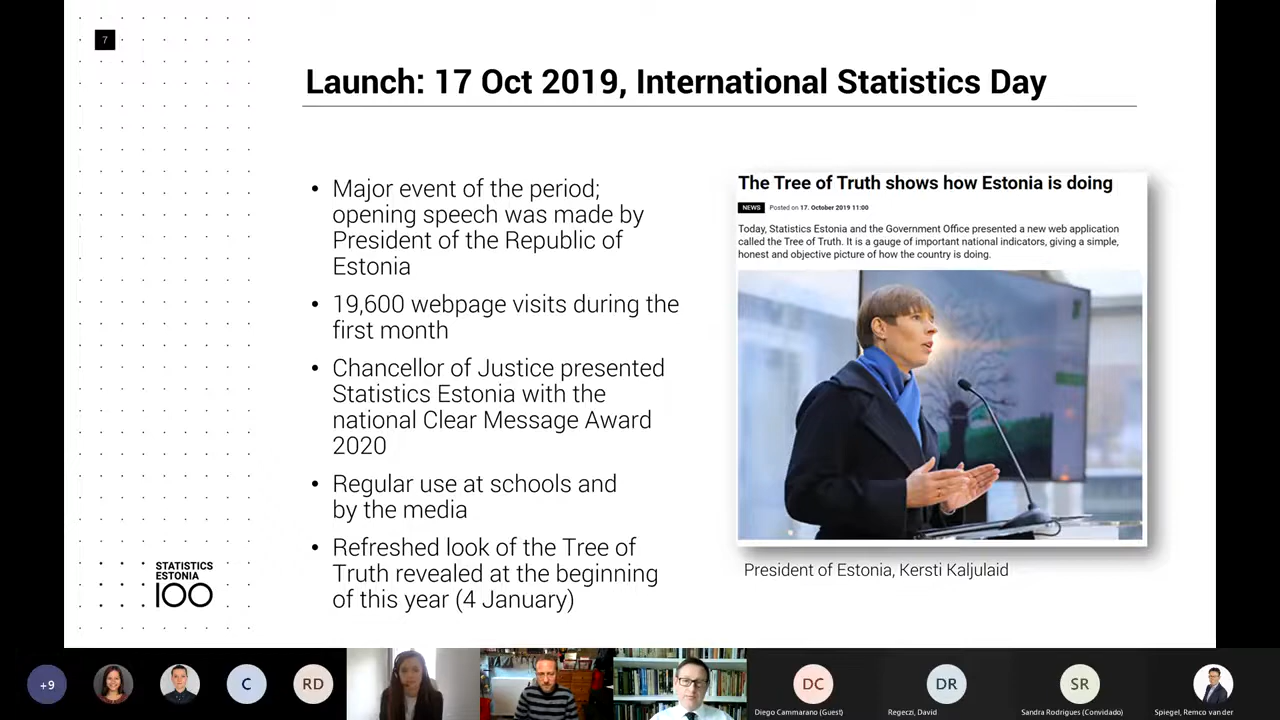 7
Launch: 17 Oct 2019, International Statistics Day
• Major event of the period;
opening speech was made by
President of the Republic of
Estonia
• 19,600 webpage visits during the
first month
• Chancellor of Justice presented
Statistics Estonia with the
national Clear Message Award
2020
• Regular use at schools and
by the media
• Refreshed look of the Tree of
Truth revealed at the beginning
of this year (4 January)
The Tree of Truth shows how Estonia is doing
NEWS Posted on 17. October 2019 11:00
Today, Statistics Estonia and the Government Office presented a new web application
called the Tree of Truth. It is a gauge of important national indicators, giving a simple,
honest and objective picture of how the country is doing.
President of Estonia, Kersti Kaljulaid
STATISTICS
ESTONIA
100
+9
C
RD
DC
Diego Cammarano (Guest)
DR
Regeczi, David
SR
Sandra Rodrigues (Convidado)
Spiegel, Remco van der